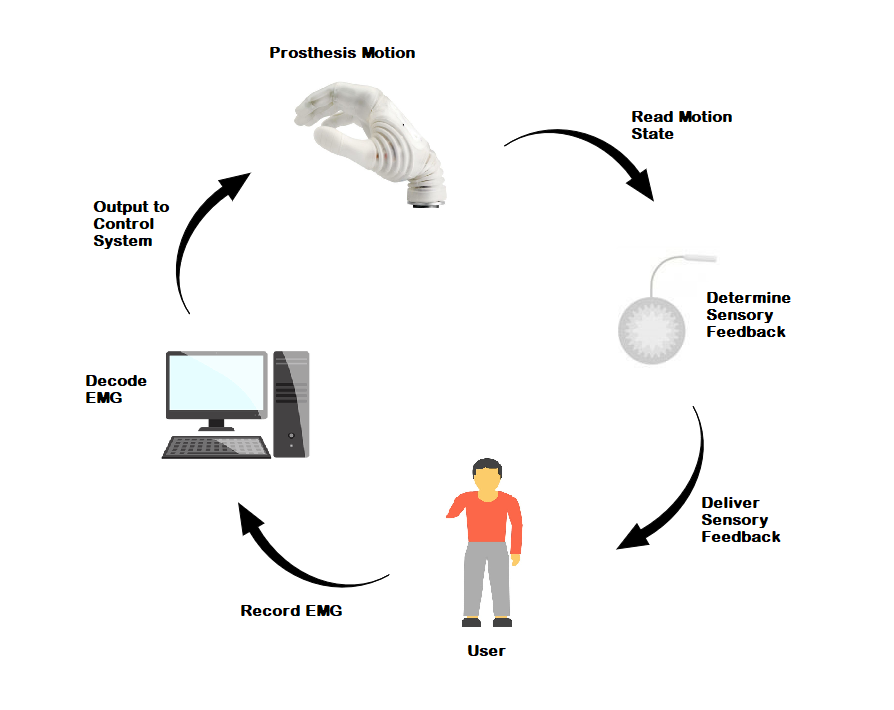 Prosthesis Motion
Read Motion
State
Output to
Control
System
Determine
Sensory
Feedback
Decode
EMG
Deliver
Sensory
Feedback
Record EMG
User